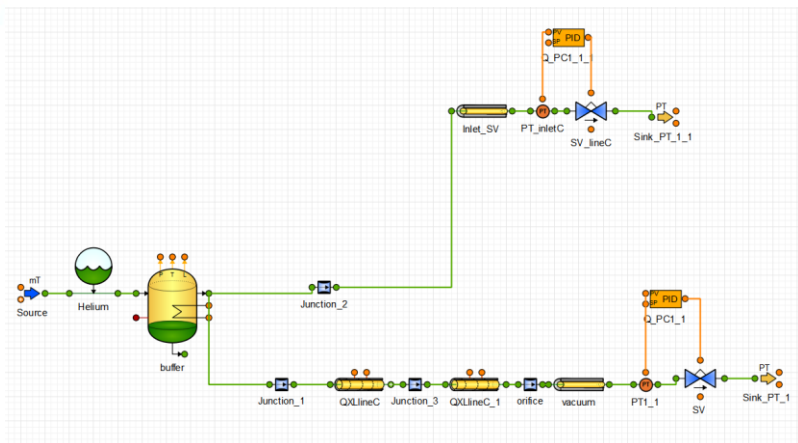 PV
SP
PID
Q_PC1_1_1
PT
Inlet_SV
PT_inletC
SV_lineC
PT
Sink_PT_1_1
mT
Source
Helium
P T L
buffer
Junction_2
PV
SP
PID
Q_PC1_1
Junction_1
QXLlineC
Junction_3
QXLlineC_1
orifice
vacuum
PT
PT1_1
SV
PT
Sink_PT_1